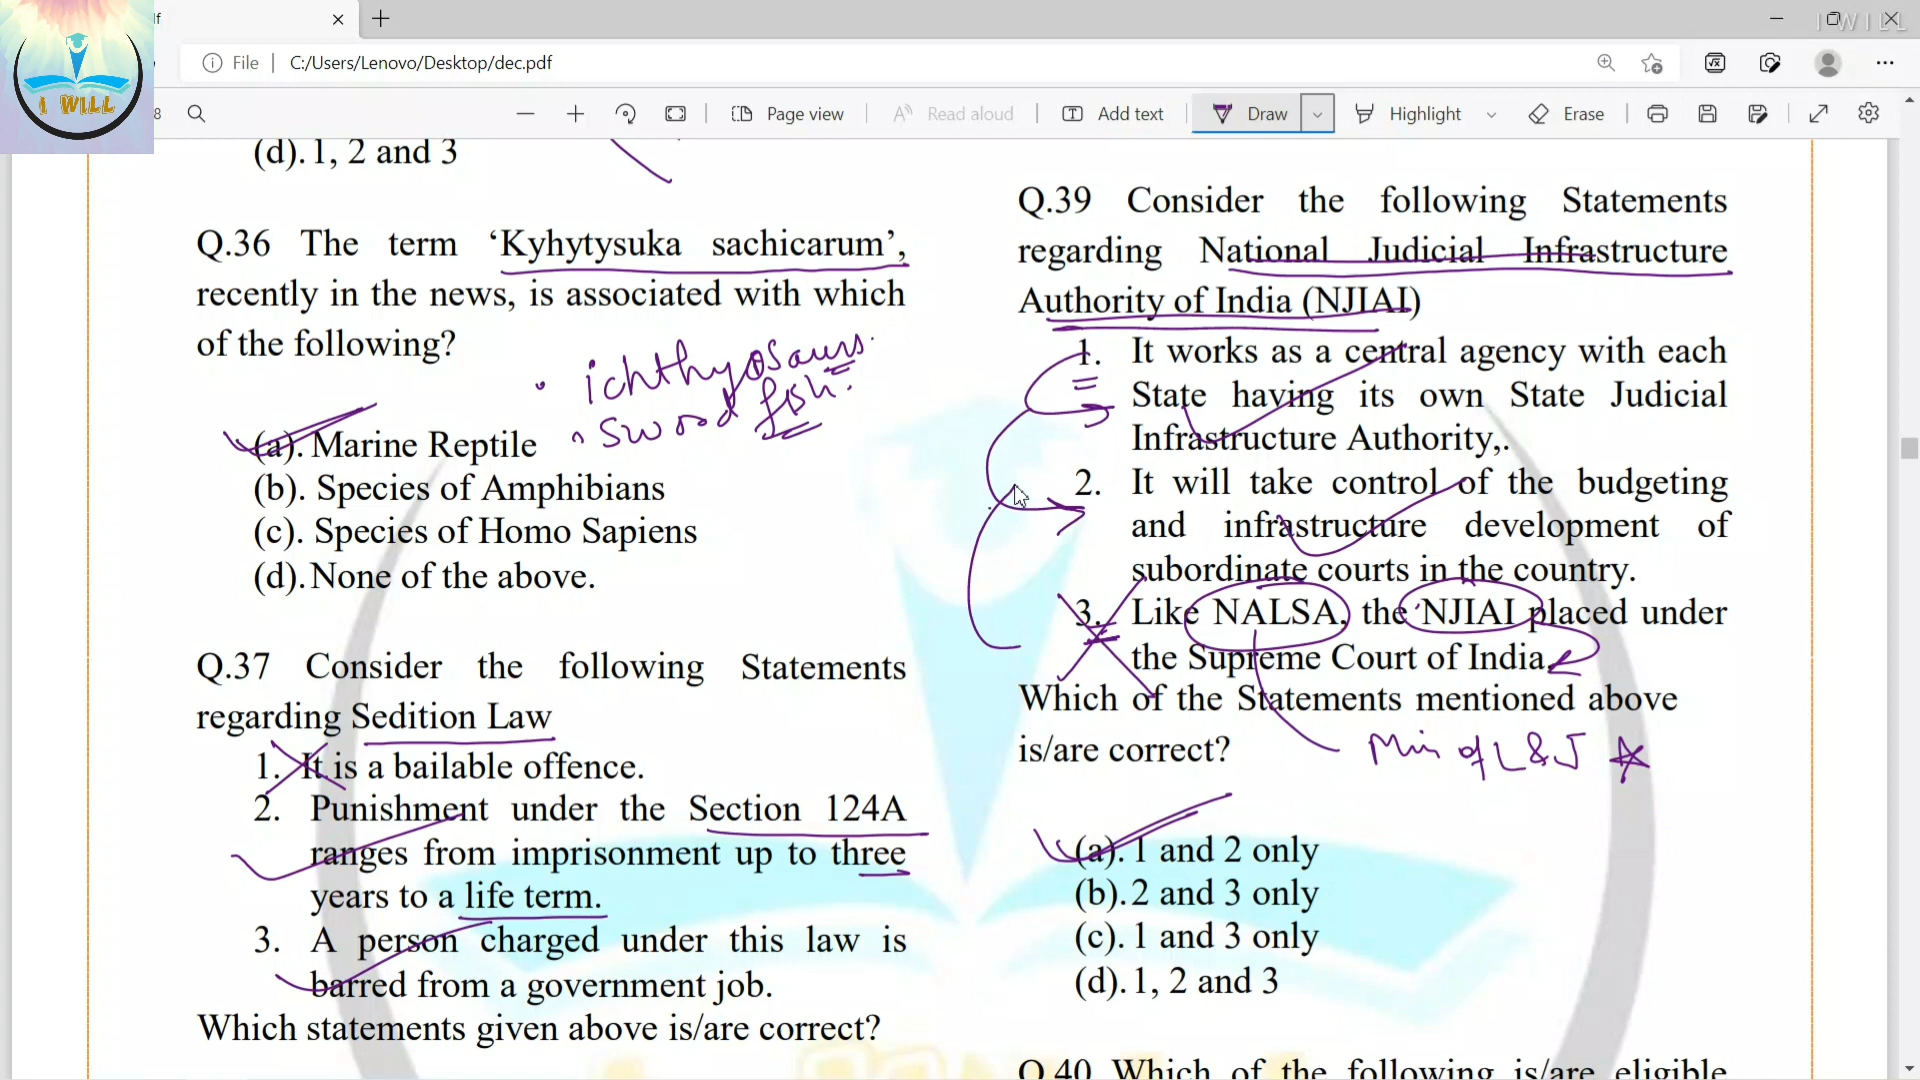 I WILL
df
I W I L L
File
C:/Users/Lenovo/Desktop/dec.pdf
8
Page view
Read aloud
Add text
Draw
Highlight
Erase
(d). 1, 2 and 3
Q.36 The term ‘Kyhytysuka sachicarum’,
recently in the news, is associated with which
of the following?
ichthyosaurs.
sword fish.
(a). Marine Reptile
(b). Species of Amphibians
(c). Species of Homo Sapiens
(d). None of the above.
Q.37 Consider the following Statements
regarding Sedition Law
1. It is a bailable offence.
2. Punishment under the Section 124A
ranges from imprisonment up to three
years to a life term.
3. A person charged under this law is
barred from a government job.
Which statements given above is/are correct?
Q.39 Consider the following Statements
regarding National Judicial Infrastructure
Authority of India (NJIAI)
1. It works as a central agency with each
State having its own State Judicial
Infrastructure Authority,.
2. It will take control of the budgeting
and infrastructure development of
subordinate courts in the country.
3. Like NALSA, the NJIAI placed under
the Supreme Court of India.
Which of the Statements mentioned above
is/are correct?
Min of L & J
(a). 1 and 2 only
(b). 2 and 3 only
(c). 1 and 3 only
(d). 1, 2 and 3
Q.40 Which of the following is/are eligible